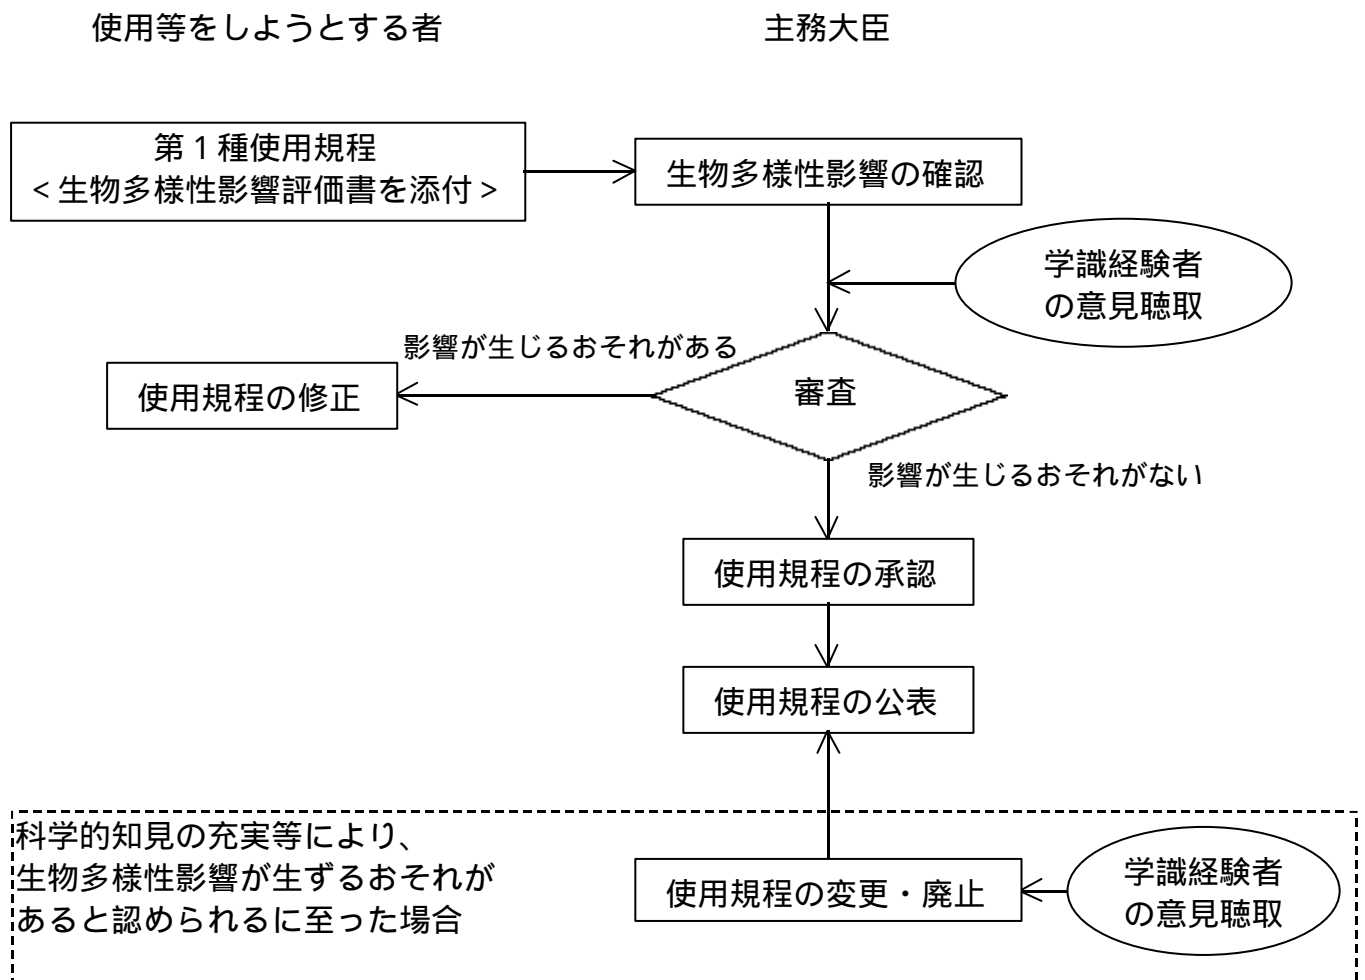 使用等をしようとする者
主務大臣
第1種使用規程
<生物多様性影響評価書を添付>
生物多様性影響の確認
学識経験者
の意見聴取
影響が生じるおそれがある
使用規程の修正
審査
影響が生じるおそれがない
使用規程の承認
使用規程の公表
科学的知見の充実等により、
生物多様性影響が生ずるおそれが
あると認められるに至った場合
使用規程の変更・廃止
学識経験者
の意見聴取